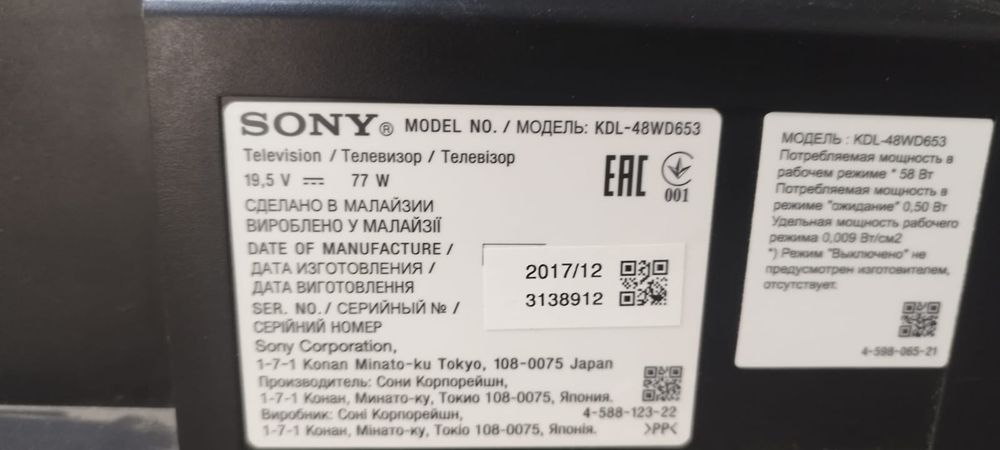 SONY® MODEL NO. / МОДЕЛЬ: KDL-48WD653
Television / Телевизор / Телевізор
19,5 V ⎓ 77 W
EAC
001
СДЕЛАНО В МАЛАЙЗИИ
ВИРОБЛЕНО У МАЛАЙЗІЇ
DATE OF MANUFACTURE /
ДАТА ИЗГОТОВЛЕНИЯ /
ДАТА ВИГОТОВЛЕННЯ
2017/12
SER. NO. / СЕРИЙНЫЙ № /
СЕРІЙНИЙ НОМЕР
3138912
Sony Corporation,
1-7-1 Konan Minato-ku Tokyo, 108-0075 Japan
Производитель: Сони Корпорейшн,
1-7-1 Конан, Минато-ку, Токио 108-0075, Япония.
Виробник: Соні Корпорейшн,
1-7-1 Конан, Мінато-ку, Токіо 108-0075, Японія.
4-588-123-22
>PP<
МОДЕЛЬ : KDL-48WD653
Потребляемая мощность в
рабочем режиме * 58 Вт
Потребляемая мощность в
режиме "ожидание" 0,50 Вт
Удельная мощность рабочего
режима 0,009 Вт/см2
*) Режим "Выключено" не
предусмотрен изготовителем,
отсутствует.
4-598-065-21